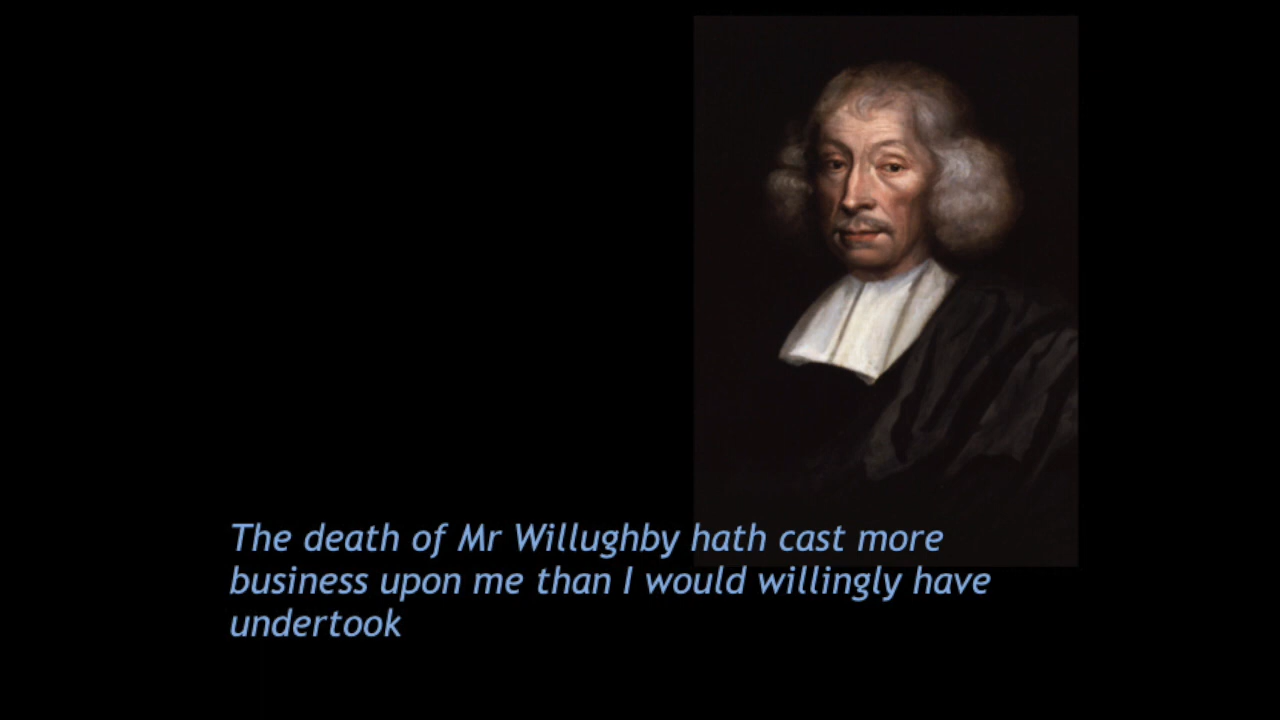 The death of Mr Willughby hath cast more
business upon me than I would willingly have
undertook